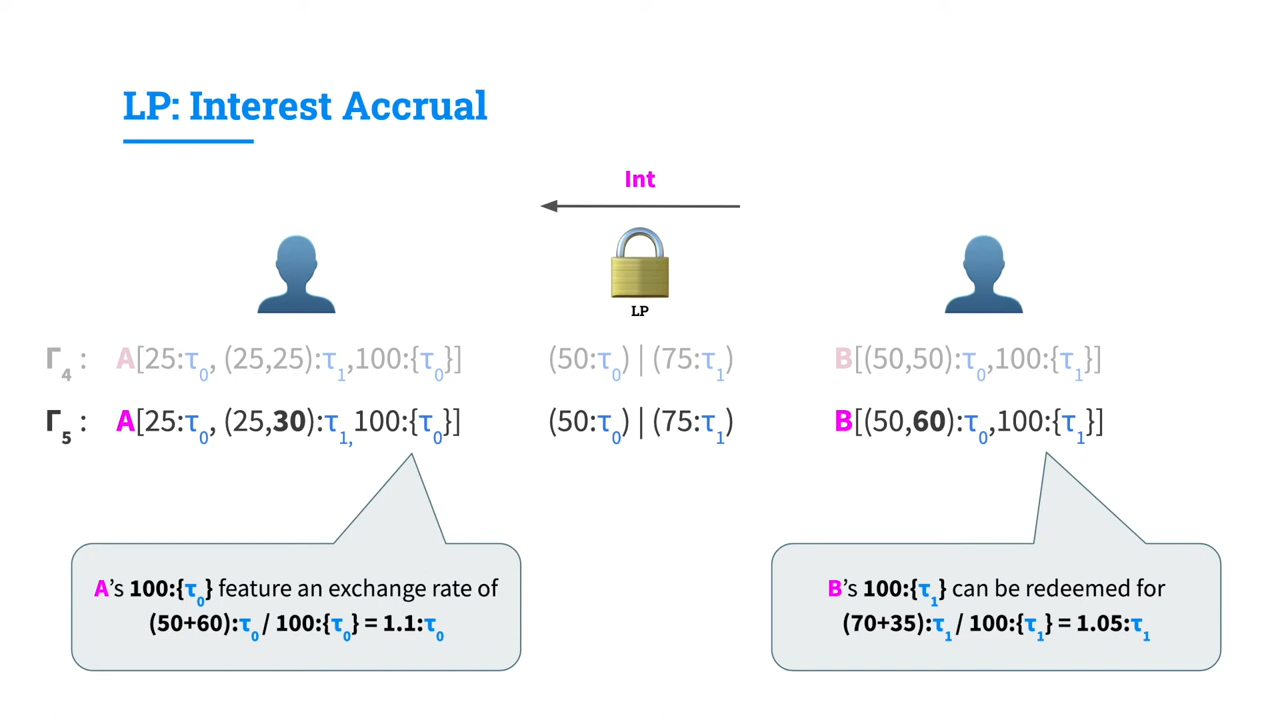 LP: Interest Accrual
Int
LP
Γ₄ : A[25:τ₀, (25,25):τ₁,100:{τ₀}] (50:τ₀) | (75:τ₁) B[(50,50):τ₀,100:{τ₁}]
Γ₅ : A[25:τ₀, (25,30):τ₁,100:{τ₀}] (50:τ₀) | (75:τ₁) B[(50,60):τ₀,100:{τ₁}]
A's 100:{τ₀} feature an exchange rate of
(50+60):τ₀ / 100:{τ₀} = 1.1:τ₀
B's 100:{τ₁} can be redeemed for
(70+35):τ₁ / 100:{τ₁} = 1.05:τ₁